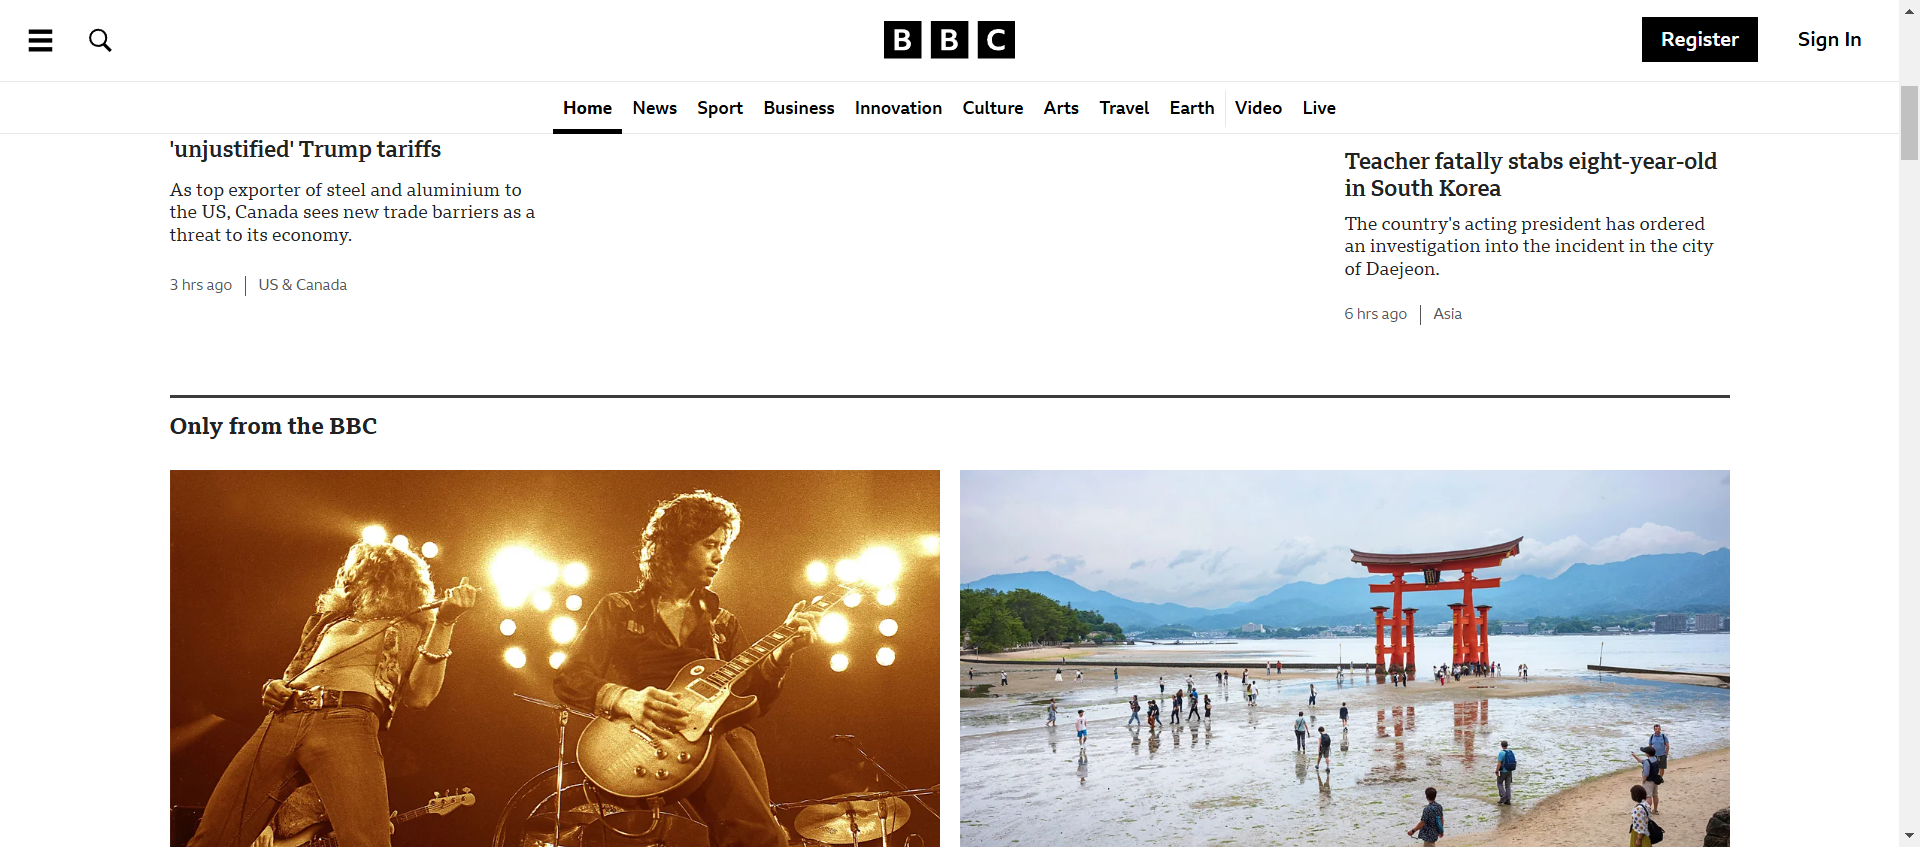 BBC
Register
Sign In
Home News Sport Business Innovation Culture Arts Travel Earth Video Live
'unjustified' Trump tariffs
As top exporter of steel and aluminium to
the US, Canada sees new trade barriers as a
threat to its economy.
3 hrs ago | US & Canada
Teacher fatally stabs eight-year-old
in South Korea
The country's acting president has ordered
an investigation into the incident in the city
of Daejeon.
6 hrs ago | Asia
Only from the BBC